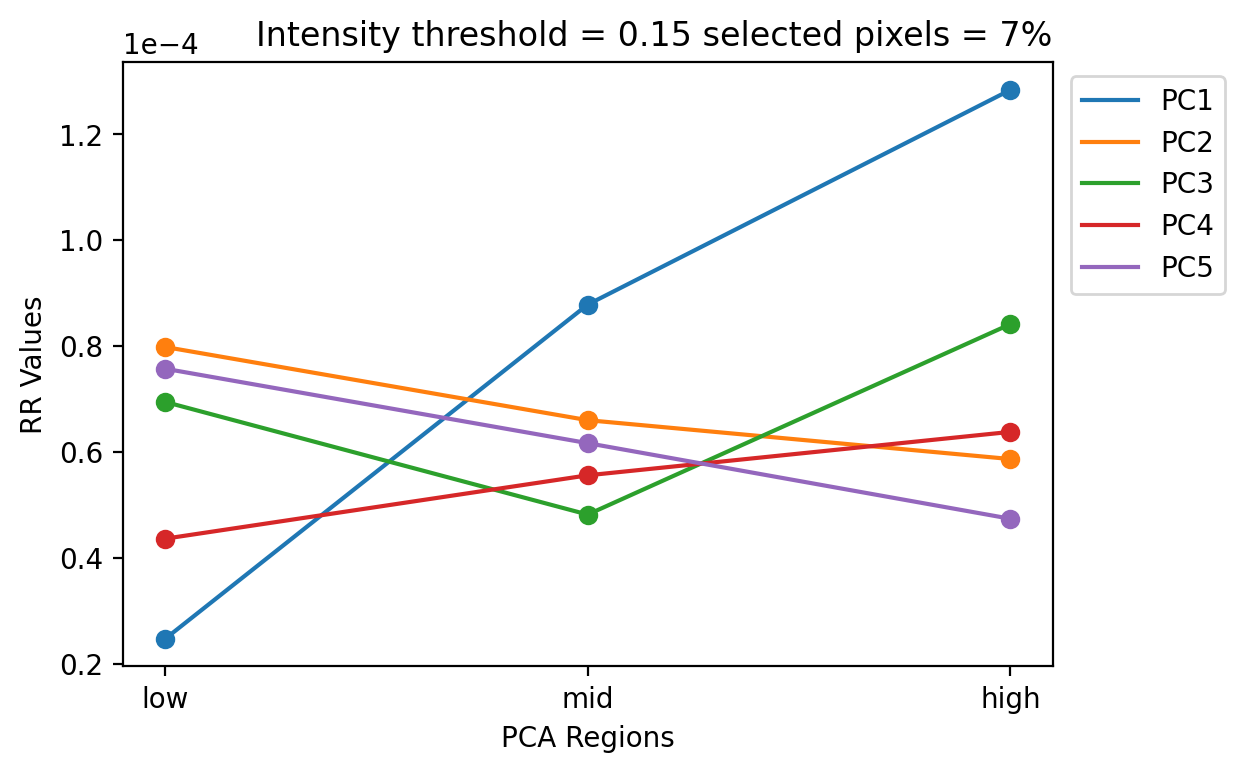 Intensity threshold = 0.15 selected pixels = 7%
1e−4
1.2
1.0
0.8
0.6
0.4
0.2
RR Values
low mid high
PCA Regions
PC1
PC2
PC3
PC4
PC5